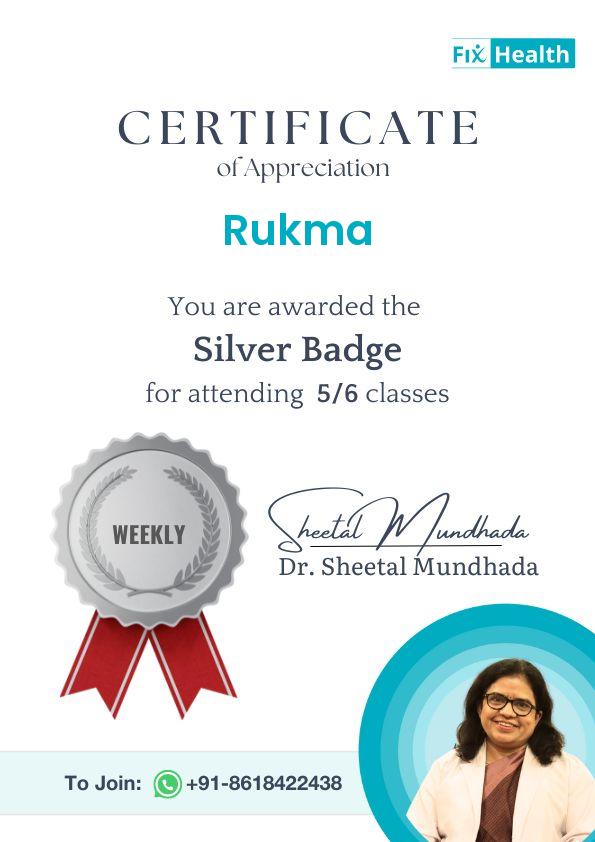 Fix Health
CERTIFICATE
of Appreciation
Rukma
You are awarded the
Silver Badge
for attending 5/6 classes
WEEKLY
Sheetal Mundhada
Dr. Sheetal Mundhada
To Join: +91-8618422438